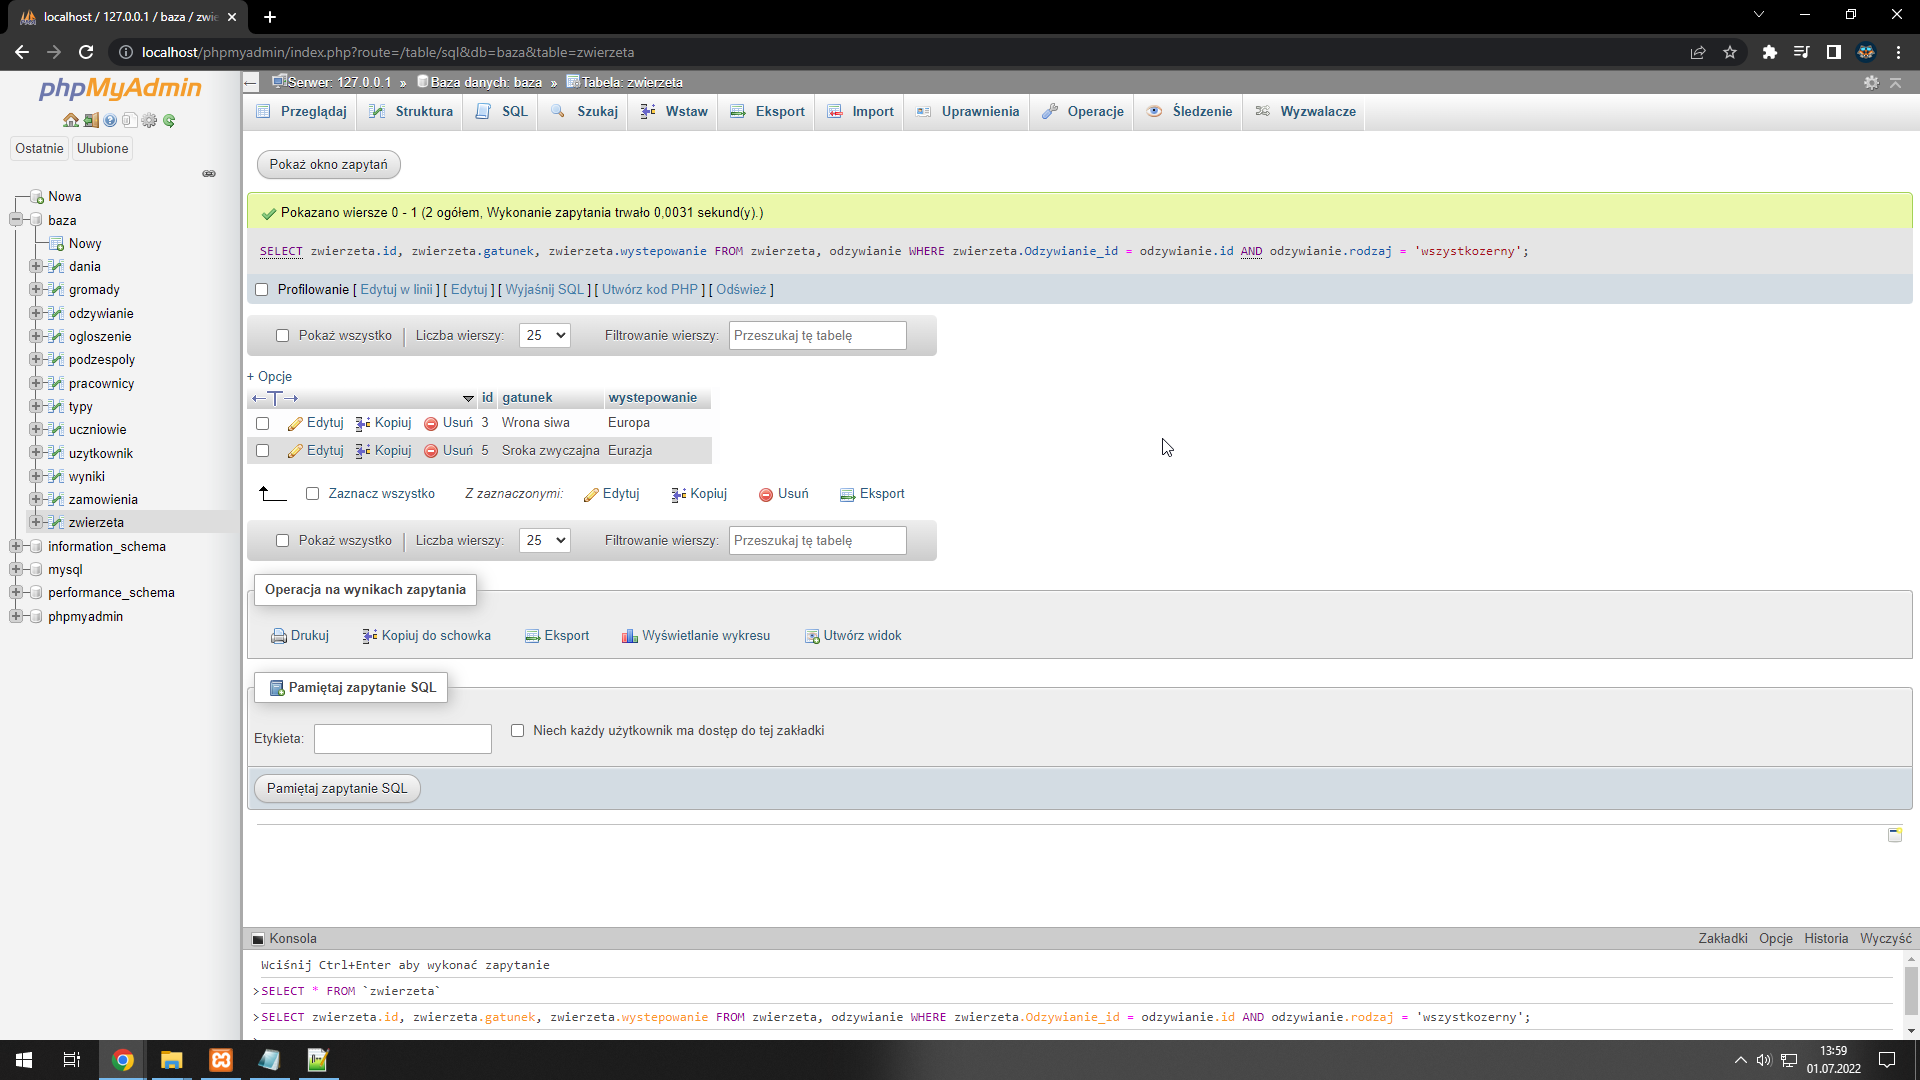 localhost / 127.0.0.1 / baza / zwie
localhost/phpmyadmin/index.php?route=/table/sql&db=baza&table=zwierzeta
phpMyAdmin
Ostatnie Ulubione
Nowa
baza
Nowy
dania
gromady
odzywianie
ogloszenie
podzespoly
pracownicy
typy
uczniowie
uzytkownik
wyniki
zamowienia
zwierzeta
information_schema
mysql
performance_schema
phpmyadmin
Serwer: 127.0.0.1 » Baza danych: baza » Tabela: zwierzeta
Przeglądaj Struktura SQL Szukaj Wstaw Eksport Import Uprawnienia Operacje Śledzenie Wyzwalacze
Pokaż okno zapytań
Pokazano wiersze 0 - 1 (2 ogółem, Wykonanie zapytania trwało 0,0031 sekund(y).)
SELECT zwierzeta.id, zwierzeta.gatunek, zwierzeta.wystepowanie FROM zwierzeta, odzywianie WHERE zwierzeta.Odzywianie_id = odzywianie.id AND odzywianie.rodzaj = 'wszystkozerny';
Profilowanie [ Edytuj w linii ] [ Edytuj ] [ Wyjaśnij SQL ] [ Utwórz kod PHP ] [ Odśwież ]
Pokaż wszystko Liczba wierszy: 25 Filtrowanie wierszy: Przeszukaj tę tabelę
+ Opcje
←T→ id gatunek wystepowanie
Edytuj Kopiuj Usuń 3 Wrona siwa Europa
Edytuj Kopiuj Usuń 5 Sroka zwyczajna Eurazja
Zaznacz wszystko Z zaznaczonymi: Edytuj Kopiuj Usuń Eksport
Pokaż wszystko Liczba wierszy: 25 Filtrowanie wierszy: Przeszukaj tę tabelę
Operacja na wynikach zapytania
Drukuj Kopiuj do schowka Eksport Wyświetlanie wykresu Utwórz widok
Pamiętaj zapytanie SQL
Etykieta: Niech każdy użytkownik ma dostęp do tej zakładki
Pamiętaj zapytanie SQL
Konsola Zakładki Opcje Historia Wyczyść
Wciśnij Ctrl+Enter aby wykonać zapytanie
>SELECT * FROM `zwierzeta`
>SELECT zwierzeta.id, zwierzeta.gatunek, zwierzeta.wystepowanie FROM zwierzeta, odzywianie WHERE zwierzeta.Odzywianie_id = odzywianie.id AND odzywianie.rodzaj = 'wszystkozerny';
13:59
01.07.2022